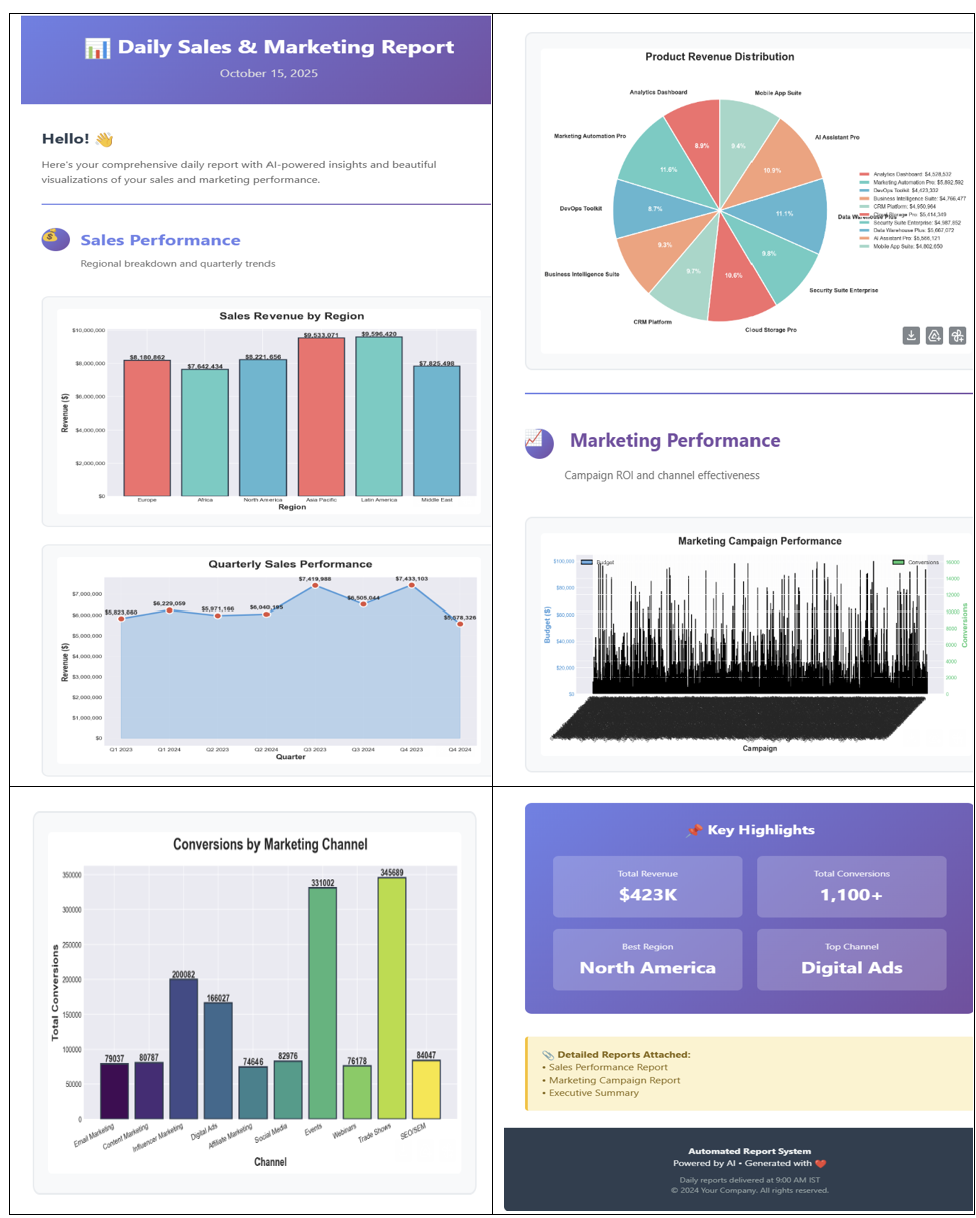 📊 Daily Sales & Marketing Report
October 15, 2025
Hello! 👋
Here's your comprehensive daily report with AI-powered insights and beautiful
visualizations of your sales and marketing performance.
Sales Performance
Regional breakdown and quarterly trends
Sales Revenue by Region
Revenue ($)
$10,000,000
$8,000,000
$6,000,000
$4,000,000
$2,000,000
$0
$8,180,862
$7,642,434
$8,221,656
$9,533,071
$9,596,420
$7,825,498
Europe
Africa
North America
Asia Pacific
Latin America
Middle East
Region
Quarterly Sales Performance
Revenue ($)
$7,000,000
$6,000,000
$5,000,000
$4,000,000
$3,000,000
$2,000,000
$1,000,000
$0
$6,229,059
$5,971,166
$7,419,988
$7,433,103
Q1 2023
Q1 2024
Q2 2023
Q2 2024
Q3 2023
Q3 2024
Q4 2023
Q4 2024
Quarter
Product Revenue Distribution
Analytics Dashboard
Mobile App Suite
Marketing Automation Pro
AI Assistant Pro
DevOps Toolkit
Data Warehouse Plus
Business Intelligence Suite
Security Suite Enterprise
CRM Platform
Cloud Storage Pro
8.9%
9.4%
11.6%
10.9%
8.7%
11.1%
9.3%
9.8%
9.7%
10.6%
Analytics Dashboard: $4,528,532
Marketing Automation Pro: $5,892,592
DevOps Toolkit: $4,423,332
Business Intelligence Suite: $4,766,477
CRM Platform: $4,950,964
Cloud Storage Pro: $5,414,349
Security Suite Enterprise: $4,987,852
Data Warehouse Plus: $5,667,072
AI Assistant Pro: $5,566,121
Mobile App Suite: $4,802,650
Marketing Performance
Campaign ROI and channel effectiveness
Marketing Campaign Performance
Budget
Conversions
Budget ($)
$100,000
$80,000
$60,000
$40,000
$20,000
$0
16000
14000
12000
10000
8000
6000
4000
2000
0
Conversions
Campaign
Conversions by Marketing Channel
Total Conversions
350000
300000
250000
200000
150000
100000
50000
0
79037
80787
200082
166027
74646
82976
331002
76178
345689
84047
Email Marketing
Content Marketing
Influencer Marketing
Digital Ads
Affiliate Marketing
Social Media
Events
Webinars
Trade Shows
SEO/SEM
Channel
📌 Key Highlights
Total Revenue
$423K
Total Conversions
1,100+
Best Region
North America
Top Channel
Digital Ads
📎 Detailed Reports Attached:
• Sales Performance Report
• Marketing Campaign Report
• Executive Summary
Automated Report System
Powered by AI • Generated with ❤️
Daily reports delivered at 9:00 AM IST
© 2024 Your Company. All rights reserved.